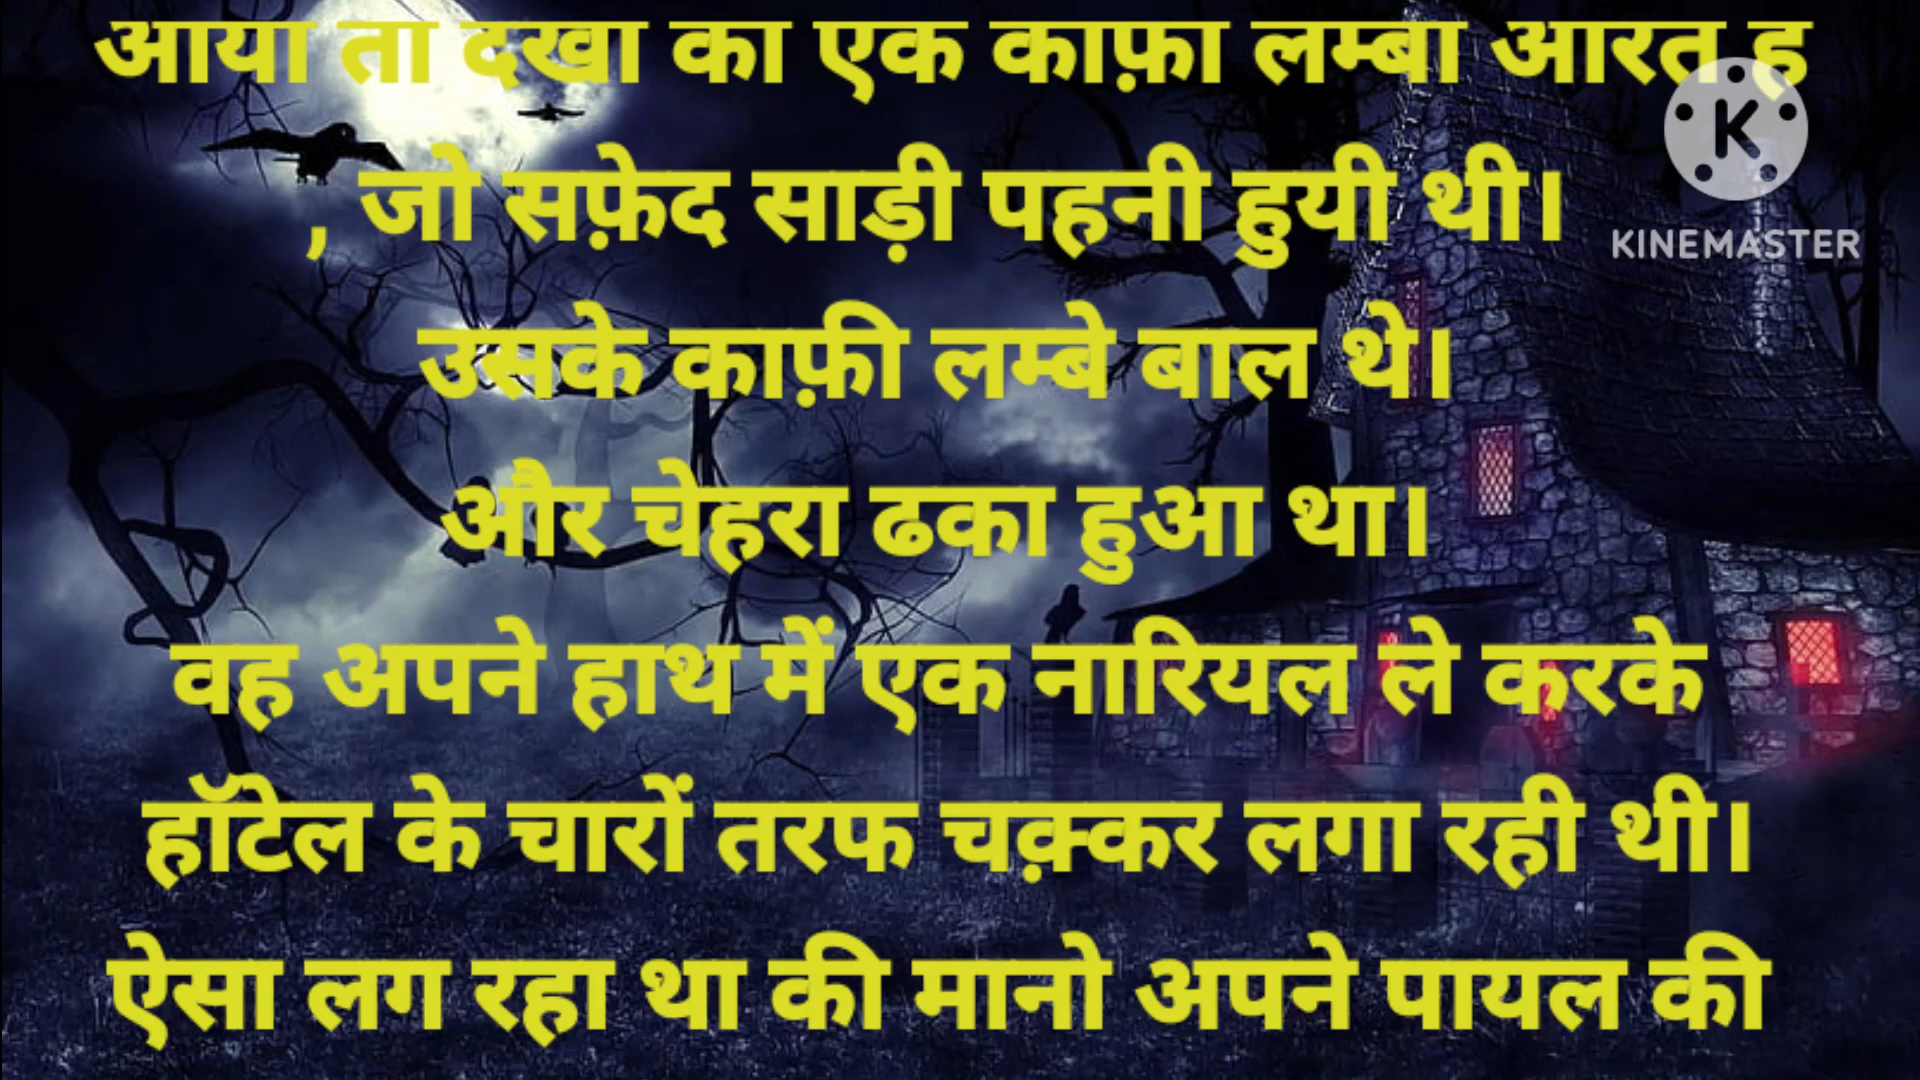 आया तो देखा की एक काफ़ी लम्बी औरत है
, जो सफ़ेद साड़ी पहनी हुयी थी।
उसके काफ़ी लम्बे बाल थे।
और चेहरा ढका हुआ था।
वह अपने हाथ में एक नारियल ले करके
हॉटेल के चारों तरफ चक़्कर लगा रही थी।
ऐसा लग रहा था की मानो अपने पायल की
K
KINEMASTER